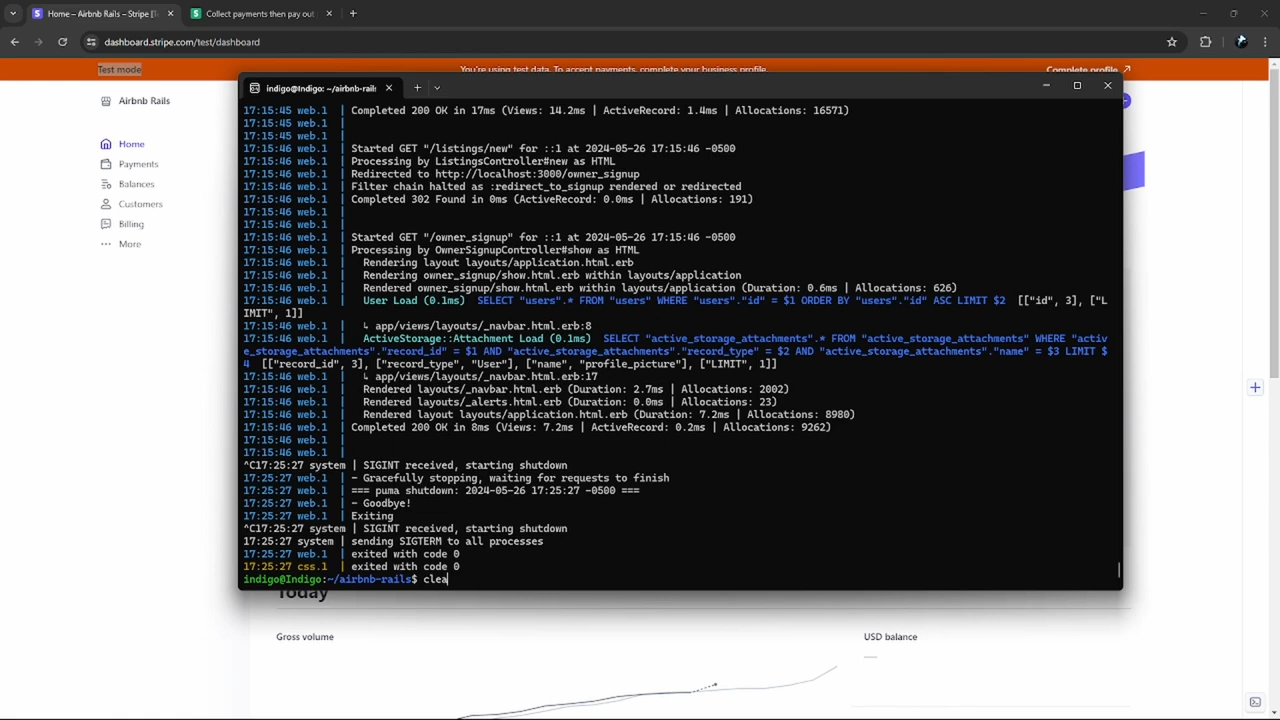 Home – Airbnb Rails – Stripe [T
Collect payments then pay out
dashboard.stripe.com/test/dashboard
Test mode
You're using test data. To accept payments, complete your business profile.
Complete profile
Airbnb Rails
Home
Payments
Balances
Customers
Billing
More
indigo@Indigo: ~/airbnb-rails
17:15:45 web.1 | Completed 200 OK in 17ms (Views: 14.2ms | ActiveRecord: 1.4ms | Allocations: 16571)
17:15:45 web.1 |
17:15:45 web.1 |
17:15:46 web.1 | Started GET "/listings/new" for ::1 at 2024-05-26 17:15:46 -0500
17:15:46 web.1 | Processing by ListingsController#new as HTML
17:15:46 web.1 | Redirected to http://localhost:3000/owner_signup
17:15:46 web.1 | Filter chain halted as :redirect_to_signup rendered or redirected
17:15:46 web.1 | Completed 302 Found in 0ms (ActiveRecord: 0.0ms | Allocations: 191)
17:15:46 web.1 |
17:15:46 web.1 |
17:15:46 web.1 | Started GET "/owner_signup" for ::1 at 2024-05-26 17:15:46 -0500
17:15:46 web.1 | Processing by OwnerSignupController#show as HTML
17:15:46 web.1 | Rendering layout layouts/application.html.erb
17:15:46 web.1 | Rendering owner_signup/show.html.erb within layouts/application
17:15:46 web.1 | Rendered owner_signup/show.html.erb within layouts/application (Duration: 0.6ms | Allocations: 626)
17:15:46 web.1 | User Load (0.1ms) SELECT "users".* FROM "users" WHERE "users"."id" = $1 ORDER BY "users"."id" ASC LIMIT $2 [["id", 3], ["L
IMIT", 1]]
17:15:46 web.1 | ↳ app/views/layouts/_navbar.html.erb:8
17:15:46 web.1 | ActiveStorage::Attachment Load (0.1ms) SELECT "active_storage_attachments".* FROM "active_storage_attachments" WHERE "activ
e_storage_attachments"."record_id" = $1 AND "active_storage_attachments"."record_type" = $2 AND "active_storage_attachments"."name" = $3 LIMIT $
4 [["record_id", 3], ["record_type", "User"], ["name", "profile_picture"], ["LIMIT", 1]]
17:15:46 web.1 | ↳ app/views/layouts/_navbar.html.erb:17
17:15:46 web.1 | Rendered layouts/_navbar.html.erb (Duration: 2.7ms | Allocations: 2002)
17:15:46 web.1 | Rendered layouts/_alerts.html.erb (Duration: 0.0ms | Allocations: 23)
17:15:46 web.1 | Rendered layout layouts/application.html.erb (Duration: 7.2ms | Allocations: 8980)
17:15:46 web.1 | Completed 200 OK in 8ms (Views: 7.2ms | ActiveRecord: 0.2ms | Allocations: 9262)
17:15:46 web.1 |
17:15:46 web.1 |
^C17:25:27 system | SIGINT received, starting shutdown
17:25:27 web.1 | - Gracefully stopping, waiting for requests to finish
17:25:27 web.1 | === puma shutdown: 2024-05-26 17:25:27 -0500 ===
17:25:27 web.1 | - Goodbye!
17:25:27 web.1 | Exiting
^C17:25:27 system | SIGINT received, starting shutdown
17:25:27 system | sending SIGTERM to all processes
17:25:27 web.1 | exited with code 0
17:25:27 css.1 | exited with code 0
indigo@Indigo:~/airbnb-rails$ clea
Today
Gross volume
USD balance